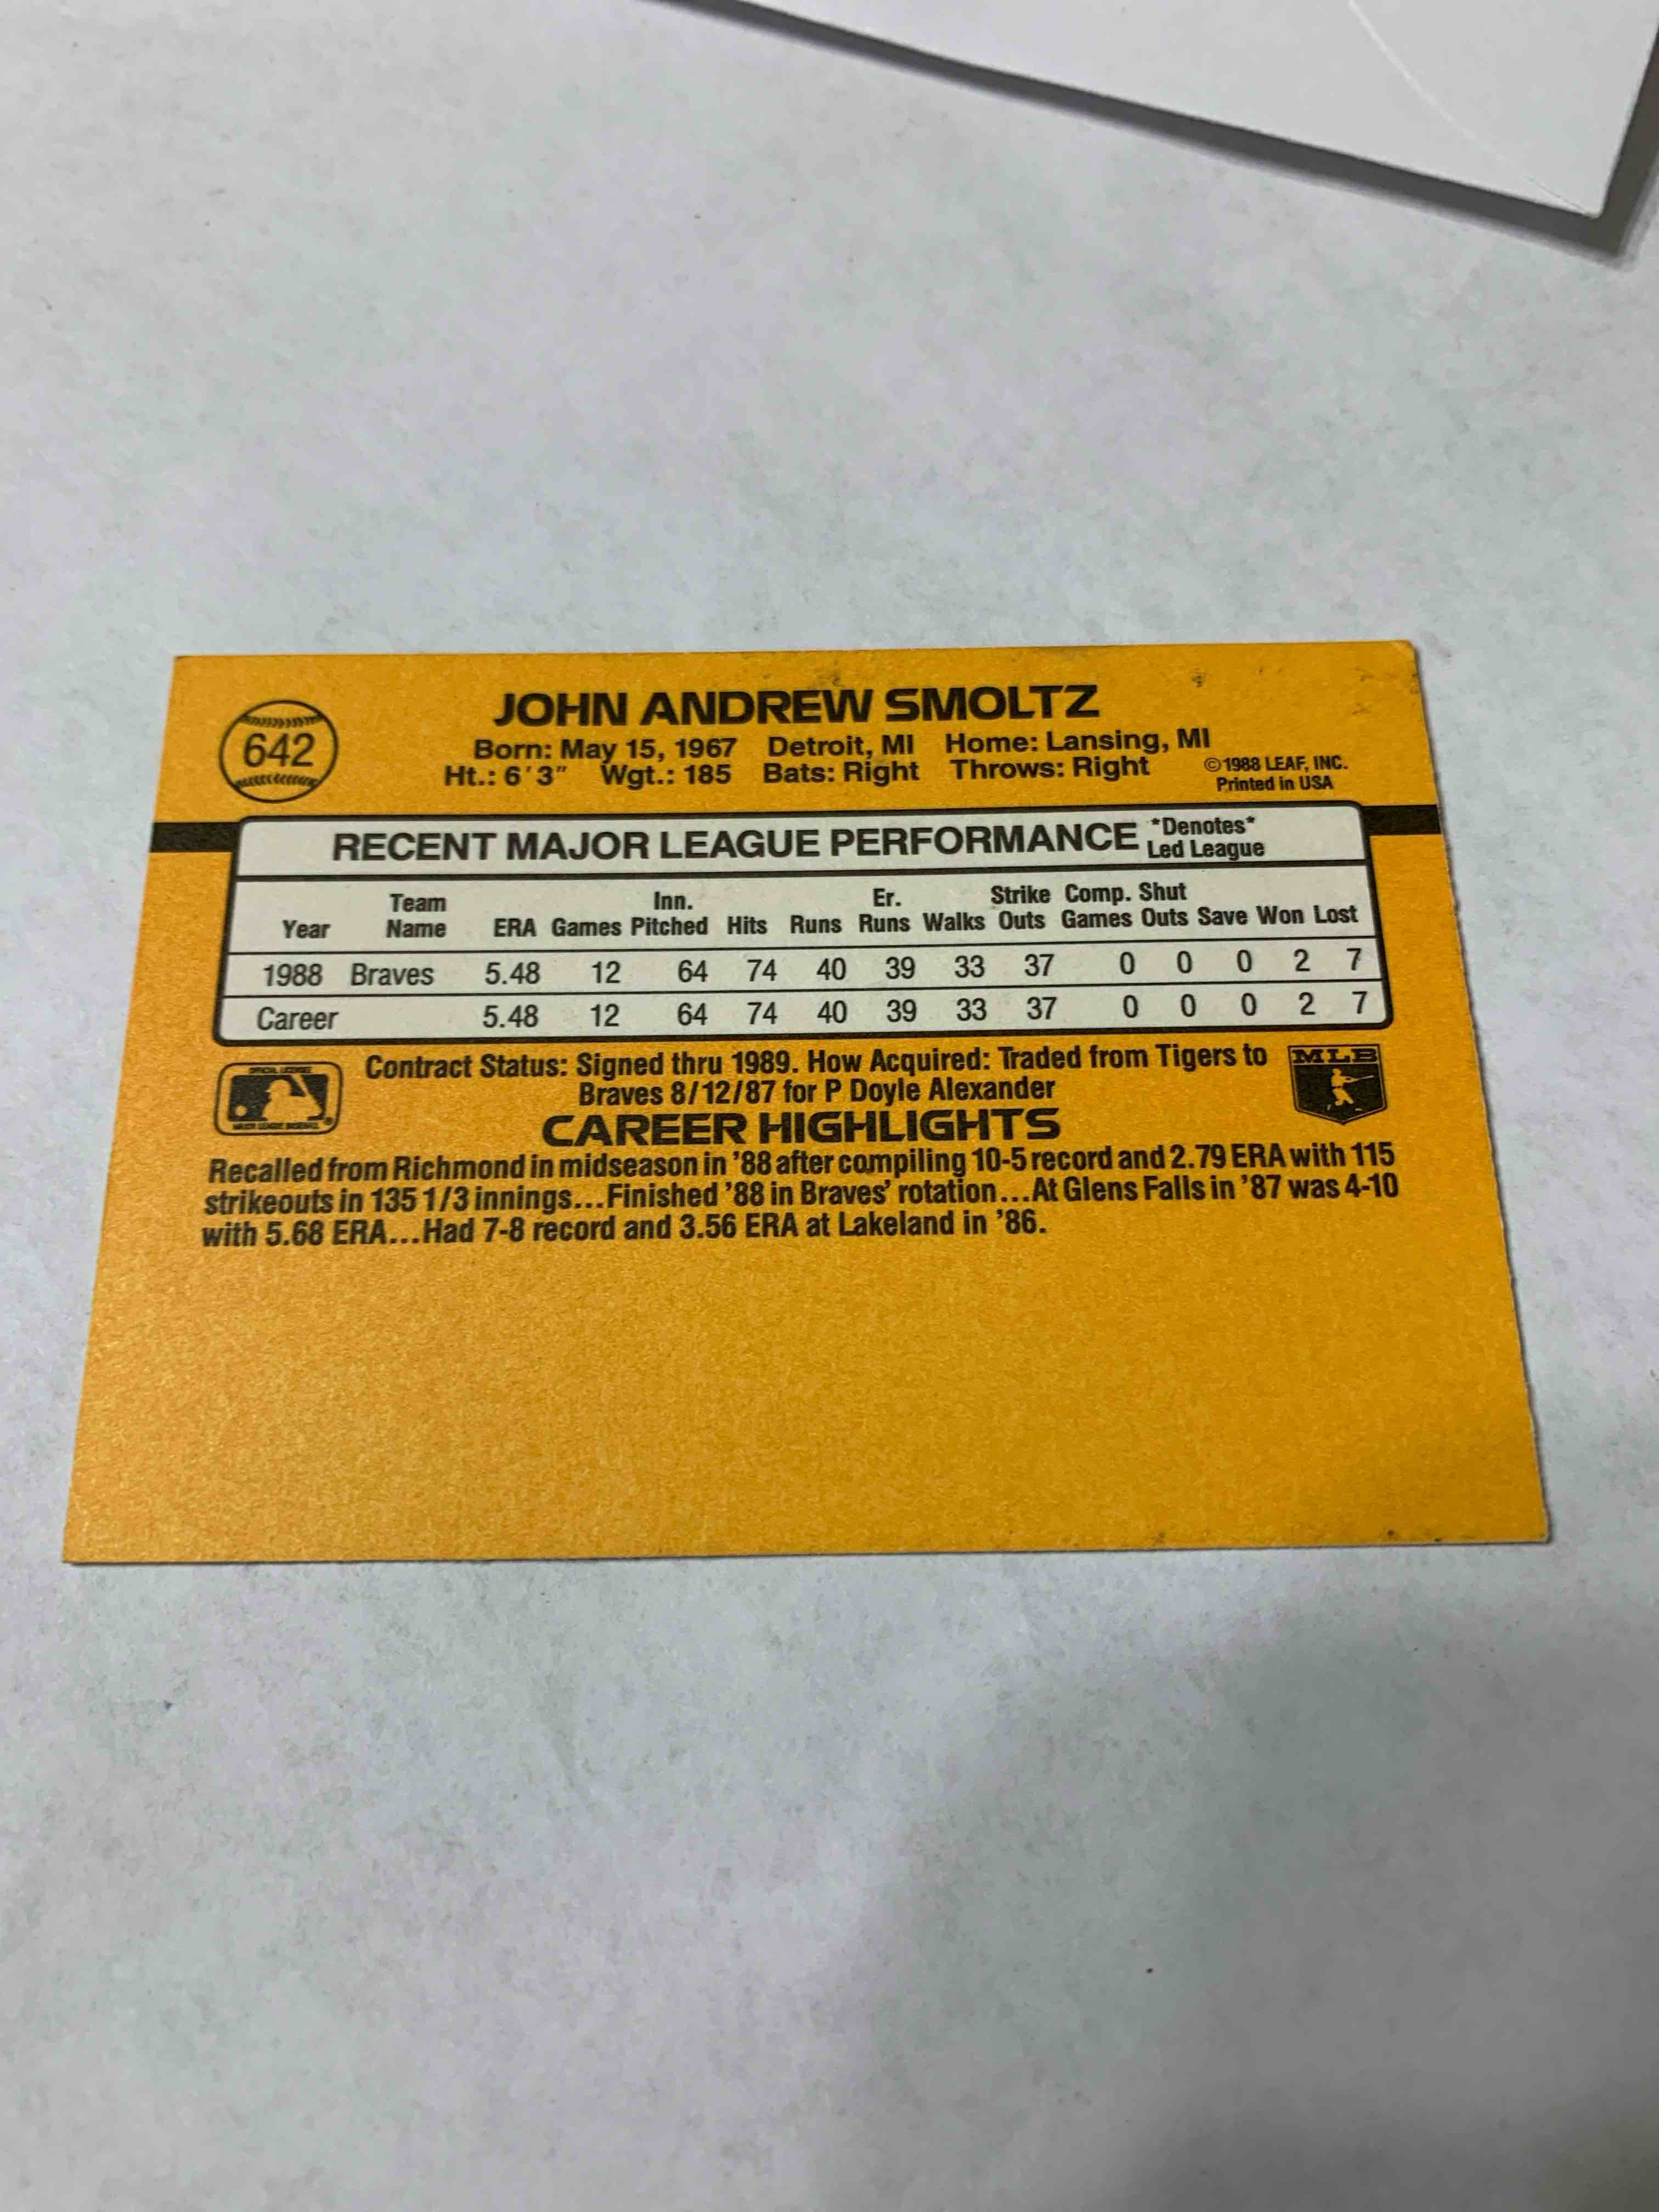 642
JOHN ANDREW SMOLTZ
Born: May 15, 1967 Detroit, MI Home: Lansing, MI
Ht.: 6'3" Wgt.: 185 Bats: Right Throws: Right
©1988 LEAF, INC.
Printed in USA
RECENT MAJOR LEAGUE PERFORMANCE *Denotes*
Led League
Team Inn. Er. Strike Comp. Shut
Year Name ERA Games Pitched Hits Runs Runs Walks Outs Games Outs Save Won Lost
1988 Braves 5.48 12 64 74 40 39 33 37 0 0 0 2 7
Career 5.48 12 64 74 40 39 33 37 0 0 0 2 7
Contract Status: Signed thru 1989. How Acquired: Traded from Tigers to
Braves 8/12/87 for P Doyle Alexander
MLB
CAREER HIGHLIGHTS
Recalled from Richmond in midseason in '88 after compiling 10-5 record and 2.79 ERA with 115
strikeouts in 135 1/3 innings...Finished '88 in Braves' rotation...At Glens Falls in '87 was 4-10
with 5.68 ERA...Had 7-8 record and 3.56 ERA at Lakeland in '86.